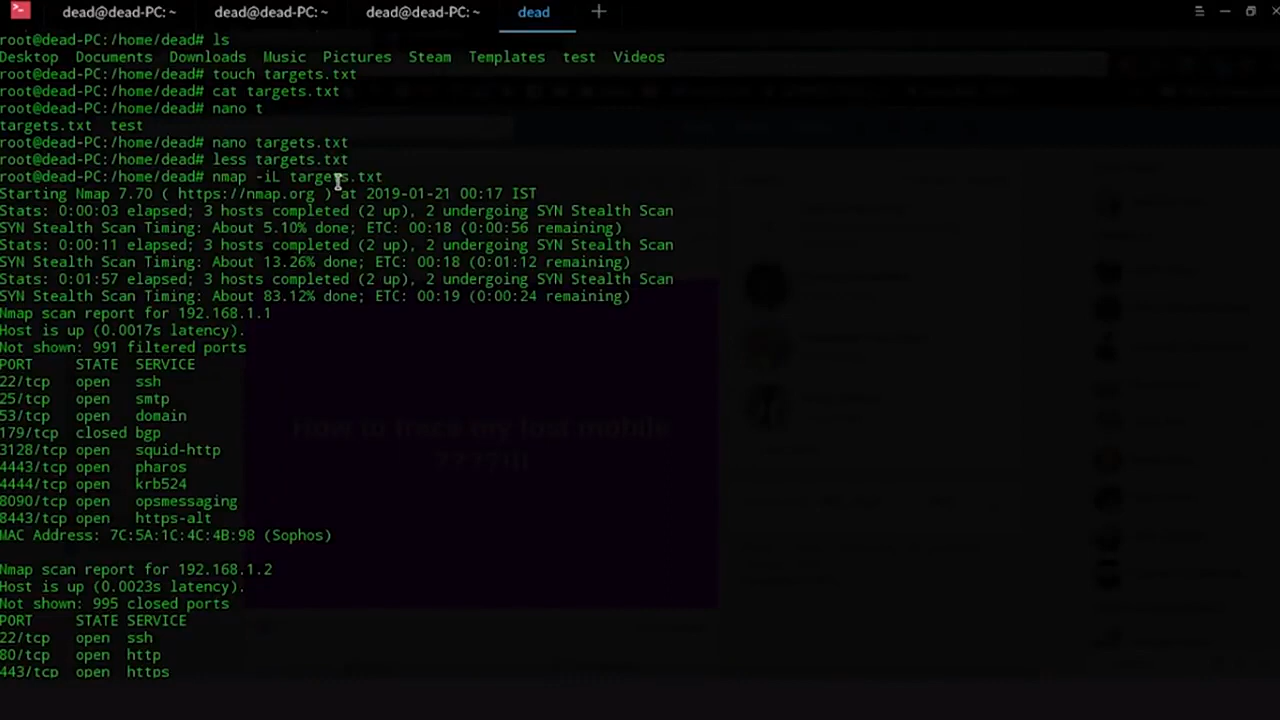 dead@dead-PC: ~ dead@dead-PC: ~ dead@dead-PC: ~ dead
root@dead-PC:/home/dead# ls
Desktop Documents Downloads Music Pictures Steam Templates test Videos
root@dead-PC:/home/dead# touch targets.txt
root@dead-PC:/home/dead# cat targets.txt
root@dead-PC:/home/dead# nano t
targets.txt test
root@dead-PC:/home/dead# nano targets.txt
root@dead-PC:/home/dead# less targets.txt
root@dead-PC:/home/dead# nmap -iL targets.txt
Starting Nmap 7.70 ( https://nmap.org ) at 2019-01-21 00:17 IST
Stats: 0:00:03 elapsed; 3 hosts completed (2 up), 2 undergoing SYN Stealth Scan
SYN Stealth Scan Timing: About 5.10% done; ETC: 00:18 (0:00:56 remaining)
Stats: 0:00:11 elapsed; 3 hosts completed (2 up), 2 undergoing SYN Stealth Scan
SYN Stealth Scan Timing: About 13.26% done; ETC: 00:18 (0:01:12 remaining)
Stats: 0:01:57 elapsed; 3 hosts completed (2 up), 2 undergoing SYN Stealth Scan
SYN Stealth Scan Timing: About 83.12% done; ETC: 00:19 (0:00:24 remaining)
Nmap scan report for 192.168.1.1
Host is up (0.0017s latency).
Not shown: 991 filtered ports
PORT STATE SERVICE
22/tcp open ssh
25/tcp open smtp
53/tcp open domain
179/tcp closed bgp
3128/tcp open squid-http
4443/tcp open pharos
4444/tcp open krb524
8090/tcp open opsmessaging
8443/tcp open https-alt
MAC Address: 7C:5A:1C:4C:4B:98 (Sophos)
Nmap scan report for 192.168.1.2
Host is up (0.0023s latency).
Not shown: 995 closed ports
PORT STATE SERVICE
22/tcp open ssh
80/tcp open http
443/tcp open https
How to trace my lost mobile
????!!!